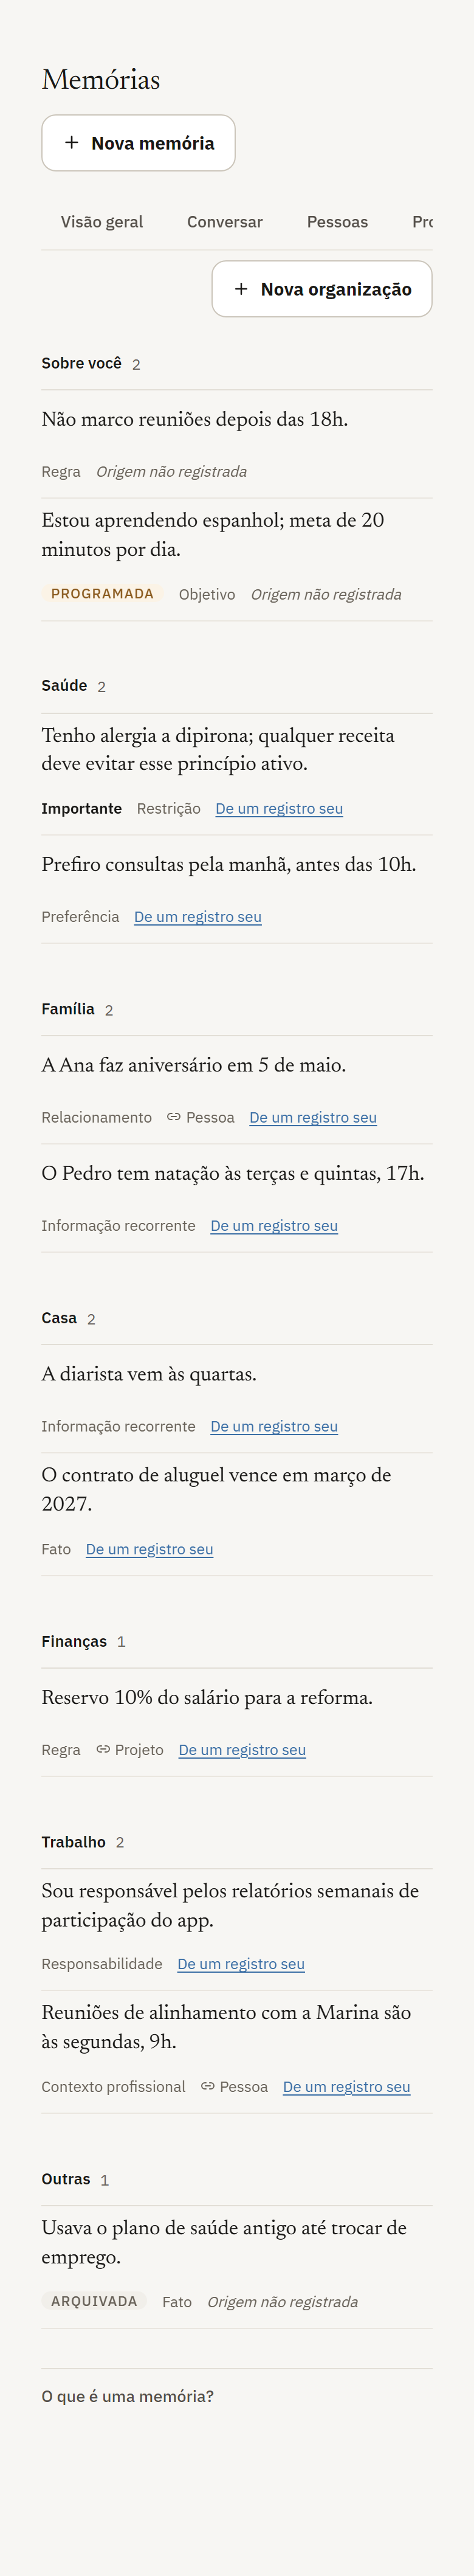 Memórias
+ Nova memória
Visão geral Conversar Pessoas Pro
+ Nova organização
Sobre você 2
Não marco reuniões depois das 18h.
Regra Origem não registrada
Estou aprendendo espanhol; meta de 20
minutos por dia.
PROGRAMADA Objetivo Origem não registrada
Saúde 2
Tenho alergia a dipirona; qualquer receita
deve evitar esse princípio ativo.
Importante Restrição De um registro seu
Prefiro consultas pela manhã, antes das 10h.
Preferência De um registro seu
Família 2
A Ana faz aniversário em 5 de maio.
Relacionamento Pessoa De um registro seu
O Pedro tem natação às terças e quintas, 17h.
Informação recorrente De um registro seu
Casa 2
A diarista vem às quartas.
Informação recorrente De um registro seu
O contrato de aluguel vence em março de
2027.
Fato De um registro seu
Finanças 1
Reservo 10% do salário para a reforma.
Regra Projeto De um registro seu
Trabalho 2
Sou responsável pelos relatórios semanais de
participação do app.
Responsabilidade De um registro seu
Reuniões de alinhamento com a Marina são
às segundas, 9h.
Contexto profissional Pessoa De um registro seu
Outras 1
Usava o plano de saúde antigo até trocar de
emprego.
ARQUIVADA Fato Origem não registrada
O que é uma memória?